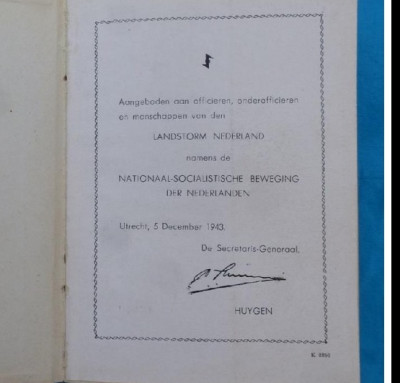 Aangeboden aan officieren, onderofficieren
en manschappen van den
LANDSTORM NEDERLAND
namens de
NATIONAAL-SOCIALISTISCHE BEWEGING
DER NEDERLANDEN
Utrecht, 5 December 1943.
De Secretaris-Generaal,
HUYGEN